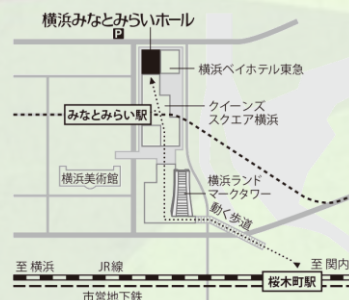 横浜みなとみらいホール
P
横浜ベイホテル東急
みなとみらい駅
クイーンズ
スクエア横浜
横浜美術館
横浜ランド
マークタワー
動く歩道
至 横浜
JR線
至 関内
桜木町駅
市営地下鉄